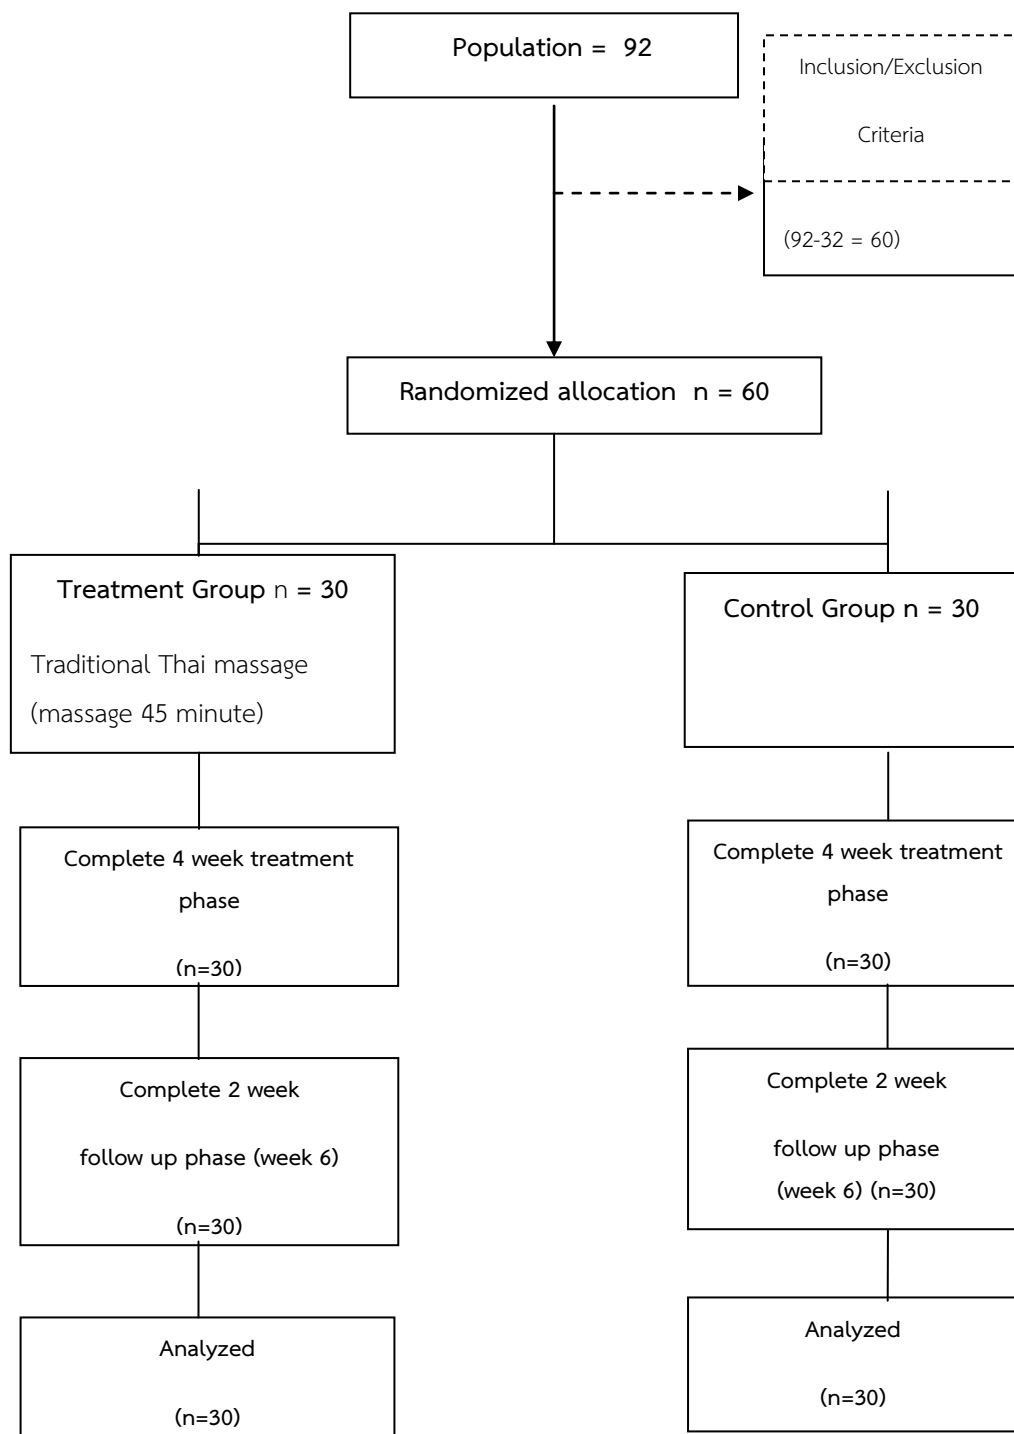 Population = 92
Inclusion/Exclusion
Criteria
(92-32 = 60)
Randomized allocation n = 60
Treatment Group n = 30
Traditional Thai massage
(massage 45 minute)
Control Group n = 30
Complete 4 week treatment
phase
(n=30)
Complete 4 week treatment
phase
(n=30)
Complete 2 week
follow up phase (week 6)
(n=30)
Complete 2 week
follow up phase
(week 6) (n=30)
Analyzed
(n=30)
Analyzed
(n=30)